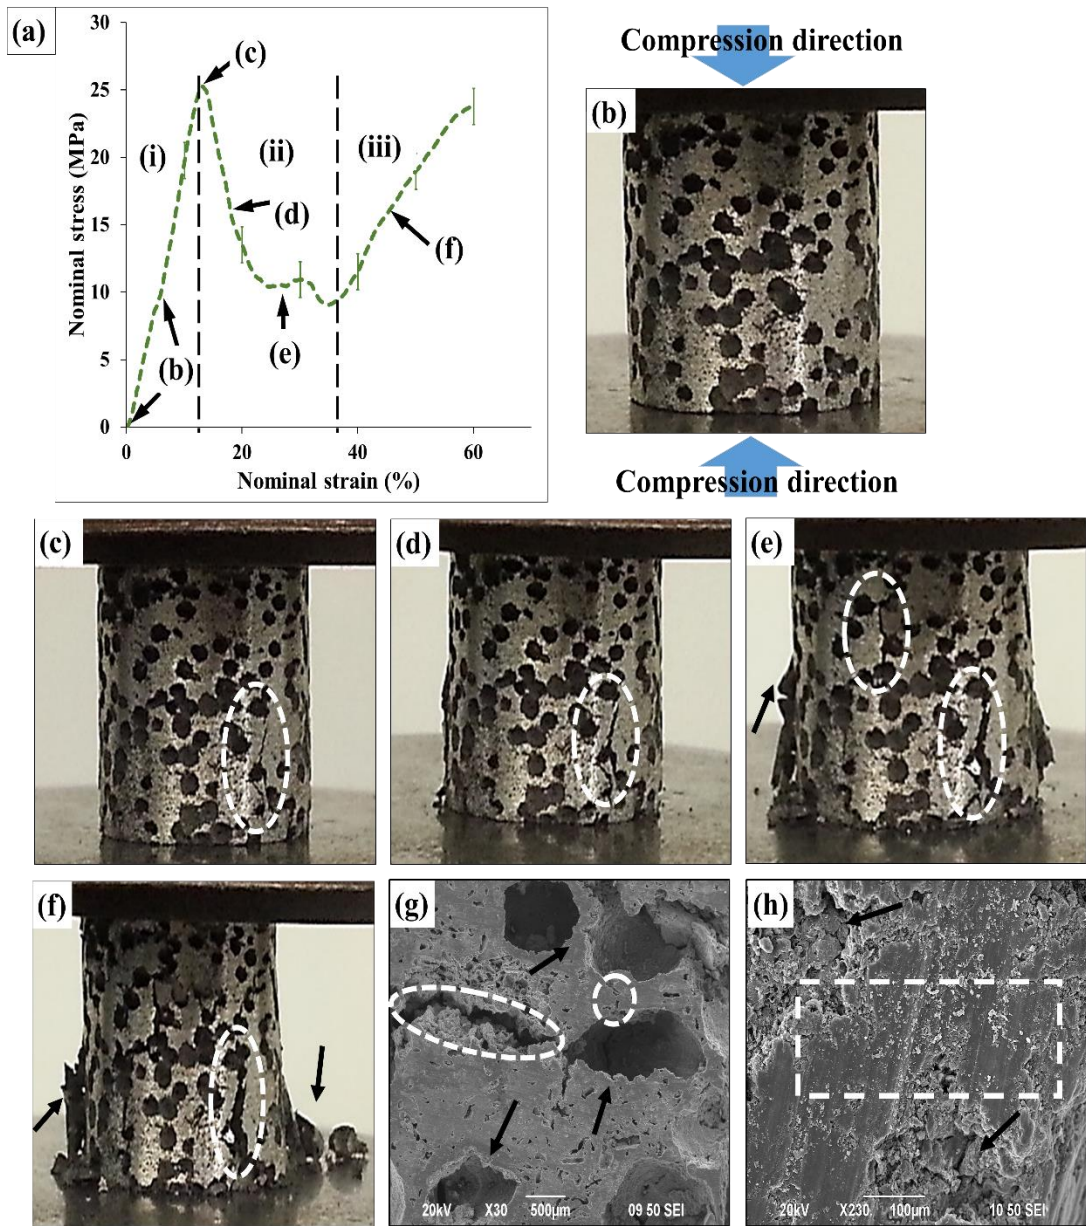 (a)
30
25
20
15
10
5
0
0
20
40
60
Nominal stress (MPa)
Nominal strain (%)
(i)
(ii)
(iii)
(c)
(d)
(f)
(b)
(e)
Compression direction
(b)
Compression direction
(c)
(d)
(e)
(f)
(g)
20kV X30 500µm 09 50 SEI
(h)
20kV X230 100µm 10 50 SEI